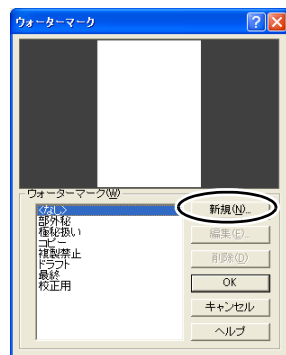 ウォーターマーク
ウォーターマーク(W)
<なし>
部外秘
極秘扱い
コピー
複製禁止
ドラフト
最終
校正用
新規(N)...
編集(E)...
削除(D)
OK
キャンセル
ヘルプ